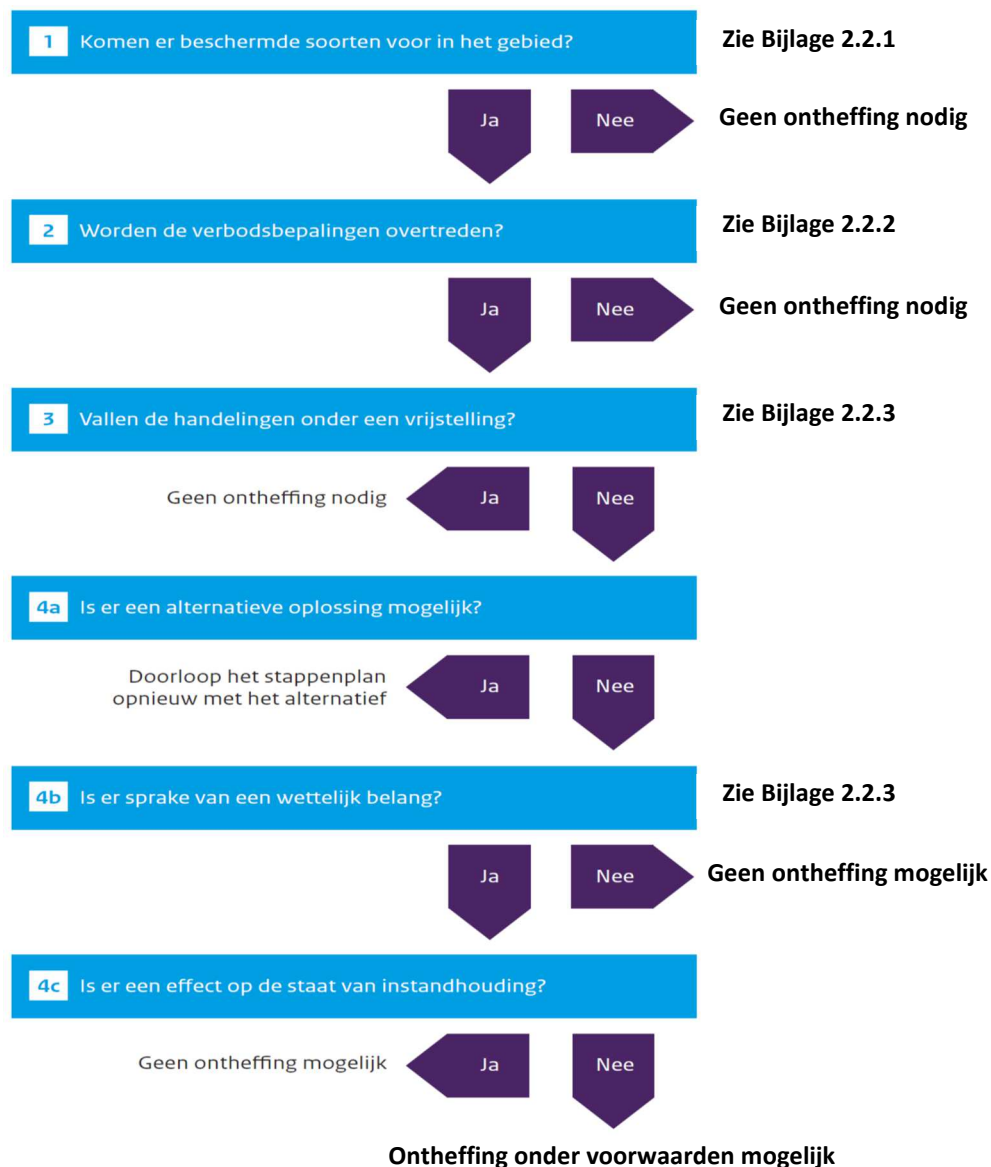 1 Komen er beschermde soorten voor in het gebied?
Zie Bijlage 2.2.1
Ja
Nee
Geen ontheffing nodig
2 Worden de verbodsbepalingen overtreden?
Zie Bijlage 2.2.2
Ja
Nee
Geen ontheffing nodig
3 Vallen de handelingen onder een vrijstelling?
Zie Bijlage 2.2.3
Geen ontheffing nodig
Ja
Nee
4a Is er een alternatieve oplossing mogelijk?
Doorloop het stappenplan
opnieuw met het alternatief
Ja
Nee
4b Is er sprake van een wettelijk belang?
Zie Bijlage 2.2.3
Ja
Nee
Geen ontheffing mogelijk
4c Is er een effect op de staat van instandhouding?
Geen ontheffing mogelijk
Ja
Nee
Ontheffing onder voorwaarden mogelijk